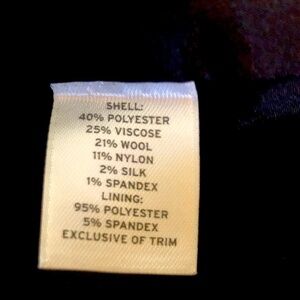 SHELL:
40% POLYESTER
25% VISCOSE
21% WOOL
11% NYLON
2% SILK
1% SPANDEX
LINING:
95% POLYESTER
5% SPANDEX
EXCLUSIVE OF TRIM